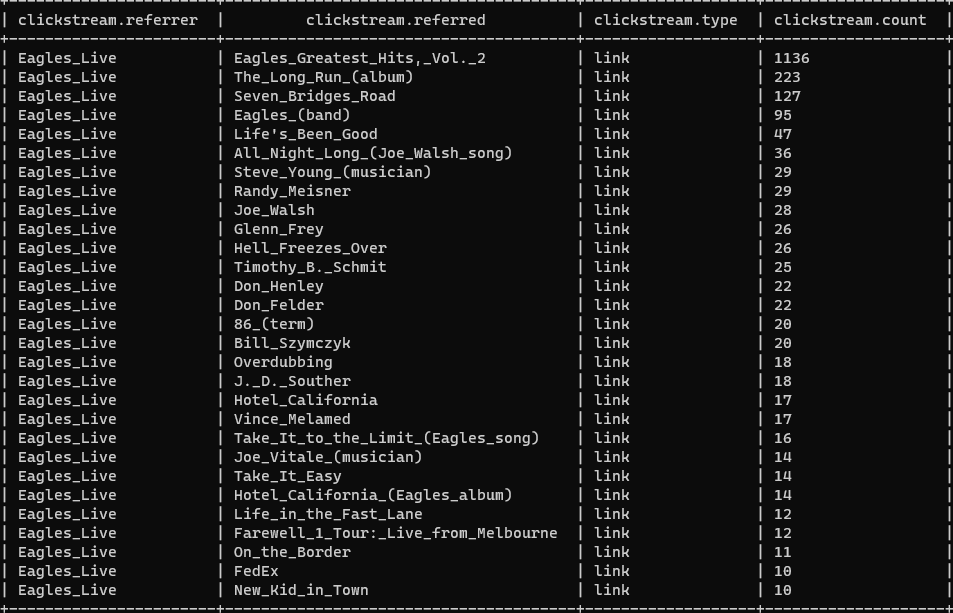 | clickstream.referrer | clickstream.referred | clickstream.type | clickstream.count |
| Eagles_Live | Eagles_Greatest_Hits,_Vol._2 | link | 1136 |
| Eagles_Live | The_Long_Run_(album) | link | 223 |
| Eagles_Live | Seven_Bridges_Road | link | 127 |
| Eagles_Live | Eagles_(band) | link | 95 |
| Eagles_Live | Life's_Been_Good | link | 47 |
| Eagles_Live | All_Night_Long_(Joe_Walsh_song) | link | 36 |
| Eagles_Live | Steve_Young_(musician) | link | 29 |
| Eagles_Live | Randy_Meisner | link | 29 |
| Eagles_Live | Joe_Walsh | link | 28 |
| Eagles_Live | Glenn_Frey | link | 26 |
| Eagles_Live | Hell_Freezes_Over | link | 26 |
| Eagles_Live | Timothy_B._Schmit | link | 25 |
| Eagles_Live | Don_Henley | link | 22 |
| Eagles_Live | Don_Felder | link | 22 |
| Eagles_Live | 86_(term) | link | 20 |
| Eagles_Live | Bill_Szymczyk | link | 20 |
| Eagles_Live | Overdubbing | link | 18 |
| Eagles_Live | J._D._Souther | link | 18 |
| Eagles_Live | Hotel_California | link | 17 |
| Eagles_Live | Vince_Melamed | link | 17 |
| Eagles_Live | Take_It_to_the_Limit_(Eagles_song) | link | 16 |
| Eagles_Live | Joe_Vitale_(musician) | link | 14 |
| Eagles_Live | Take_It_Easy | link | 14 |
| Eagles_Live | Hotel_California_(Eagles_album) | link | 14 |
| Eagles_Live | Life_in_the_Fast_Lane | link | 12 |
| Eagles_Live | Farewell_1_Tour:_Live_from_Melbourne | link | 12 |
| Eagles_Live | On_the_Border | link | 11 |
| Eagles_Live | FedEx | link | 10 |
| Eagles_Live | New_Kid_in_Town | link | 10 |